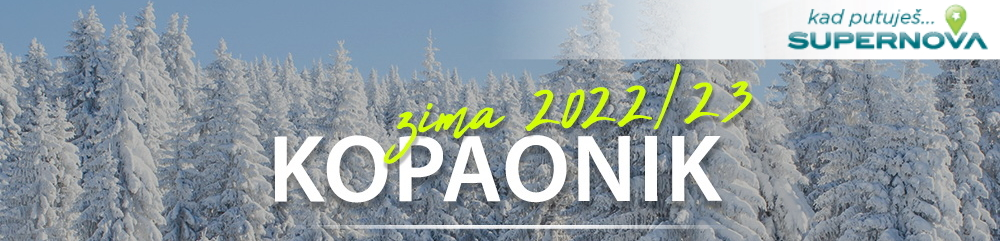 kad putuješ...
SUPERNOVA
zima 2022/23
KOPAONIK